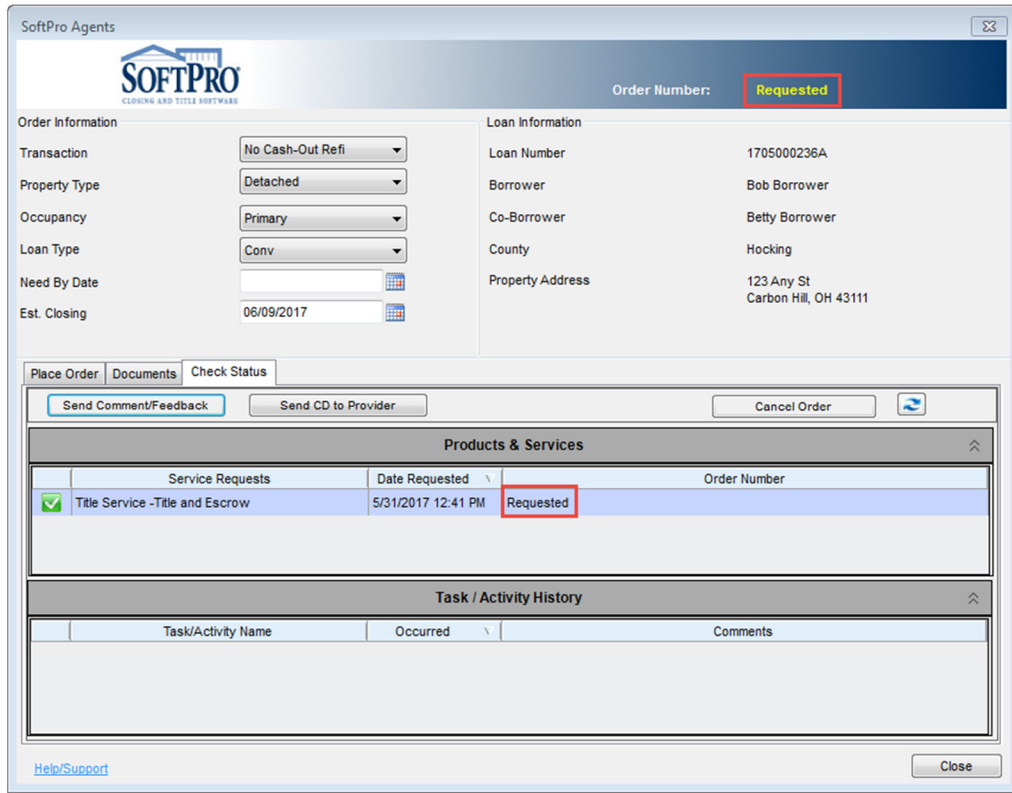 SoftPro Agents
SOFTPRO
CLOSING AND TITLE SOFTWARE
Order Number: Requested
Order Information
Transaction No Cash-Out Refi
Property Type Detached
Occupancy Primary
Loan Type Conv
Need By Date
Est. Closing 06/09/2017
Loan Information
Loan Number 1705000236A
Borrower Bob Borrower
Co-Borrower Betty Borrower
County Hocking
Property Address 123 Any St
Carbon Hill, OH 43111
Place Order Documents Check Status
Send Comment/Feedback Send CD to Provider Cancel Order
Products & Services
Service Requests Date Requested Order Number
Title Service -Title and Escrow 5/31/2017 12:41 PM Requested
Task / Activity History
Task/Activity Name Occurred Comments
Help/Support Close